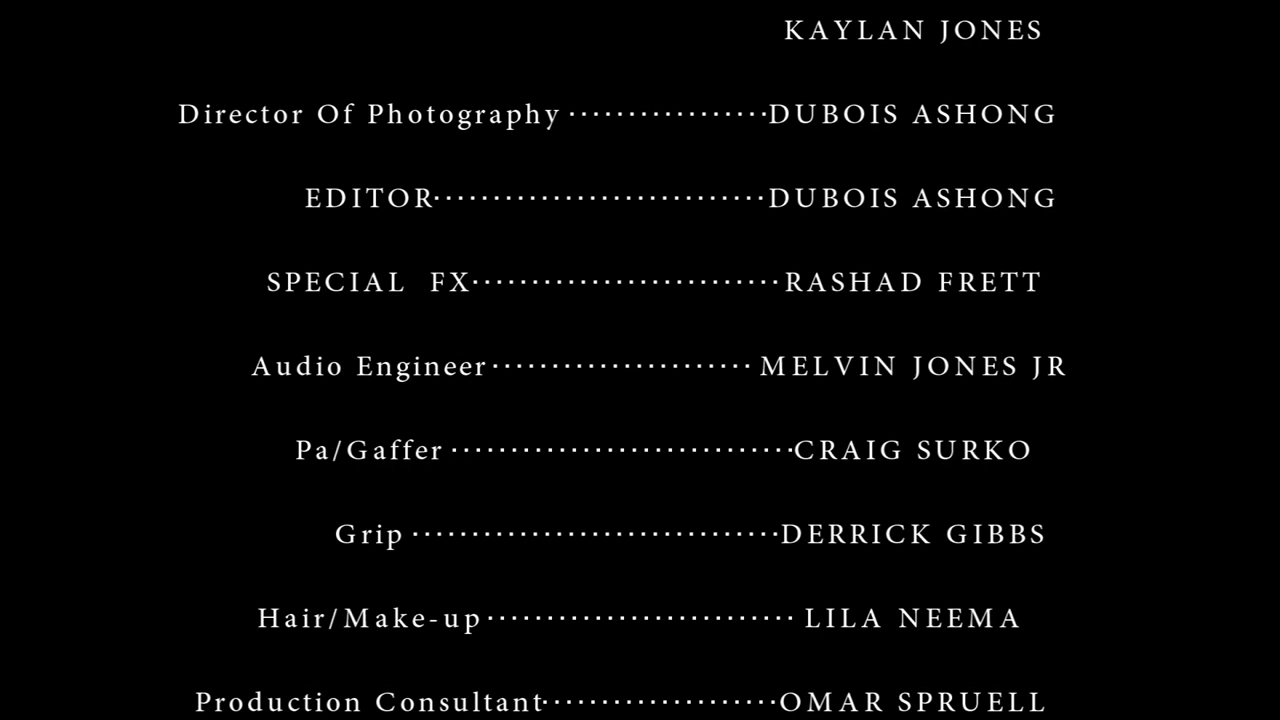 KAYLAN JONES
Director Of Photography ·················DUBOIS ASHONG
EDITOR····························DUBOIS ASHONG
SPECIAL FX··························RASHAD FRETT
Audio Engineer······················ MELVIN JONES JR
Pa/Gaffer ·····························CRAIG SURKO
Grip ·······························DERRICK GIBBS
Hair/Make-up·························· LILA NEEMA
Production Consultant····················OMAR SPRUELL